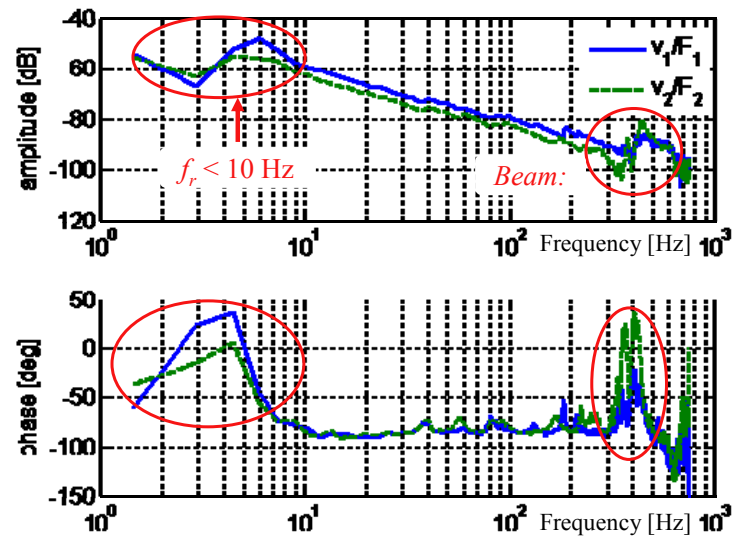 -40
-60
-80
-100
120
amplitude [dB]
v1/F1
v2/F2
fr < 10 Hz
Beam:
10^0
10^1
10^2
10^3
Frequency [Hz]
50
0
-50
-100
-150
phase [deg]
10^0
10^1
10^2
10^3
Frequency [Hz]